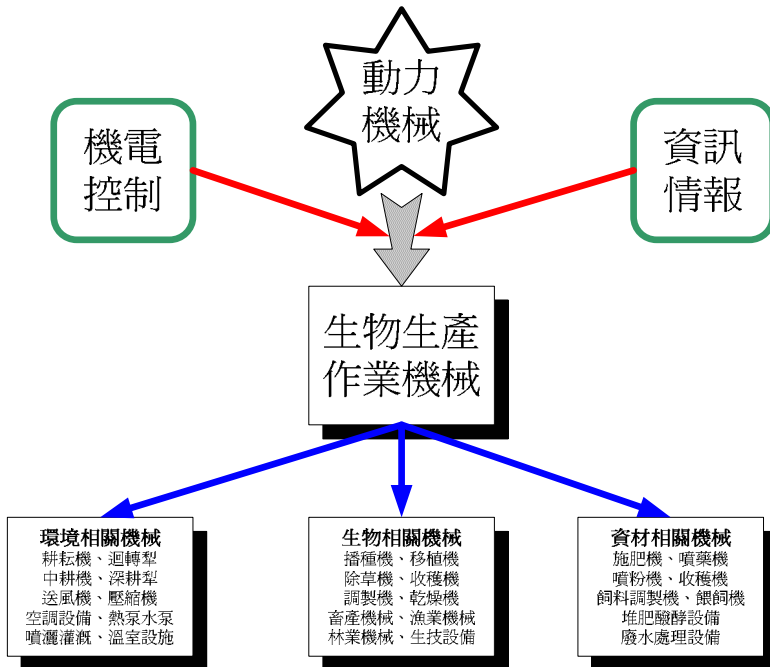 動力
機械
機電
控制
資訊
情報
生物生產
作業機械
環境相關機械
耕耘機、迴轉犁
中耕機、深耕犁
送風機、壓縮機
空調設備、熱泵水泵
噴灑灌溉、溫室設施
生物相關機械
播種機、移植機
除草機、收穫機
調製機、乾燥機
畜產機械、漁業機械
林業機械、生技設備
資材相關機械
施肥機、噴藥機
噴粉機、收穫機
飼料調製機、餵飼機
堆肥醱酵設備
廢水處理設備